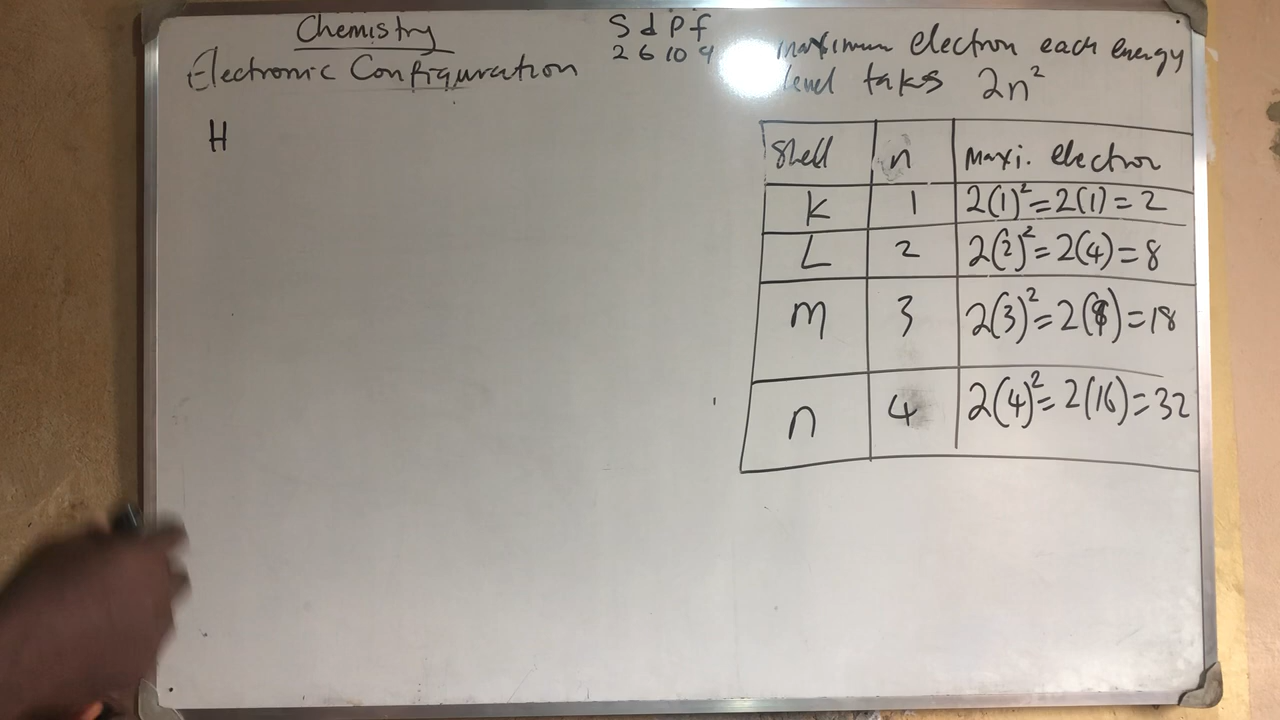 Chemistry
Electronic Configuration
S d P f
2 6 10 9
maximum electron each energy
level takes 2n²
H
Shell n Maxi. electron
K 1 2(1)²=2(1)=2
L 2 2(2)²=2(4)=8
m 3 2(3)²=2(9)=18
n 4 2(4)²=2(16)=32